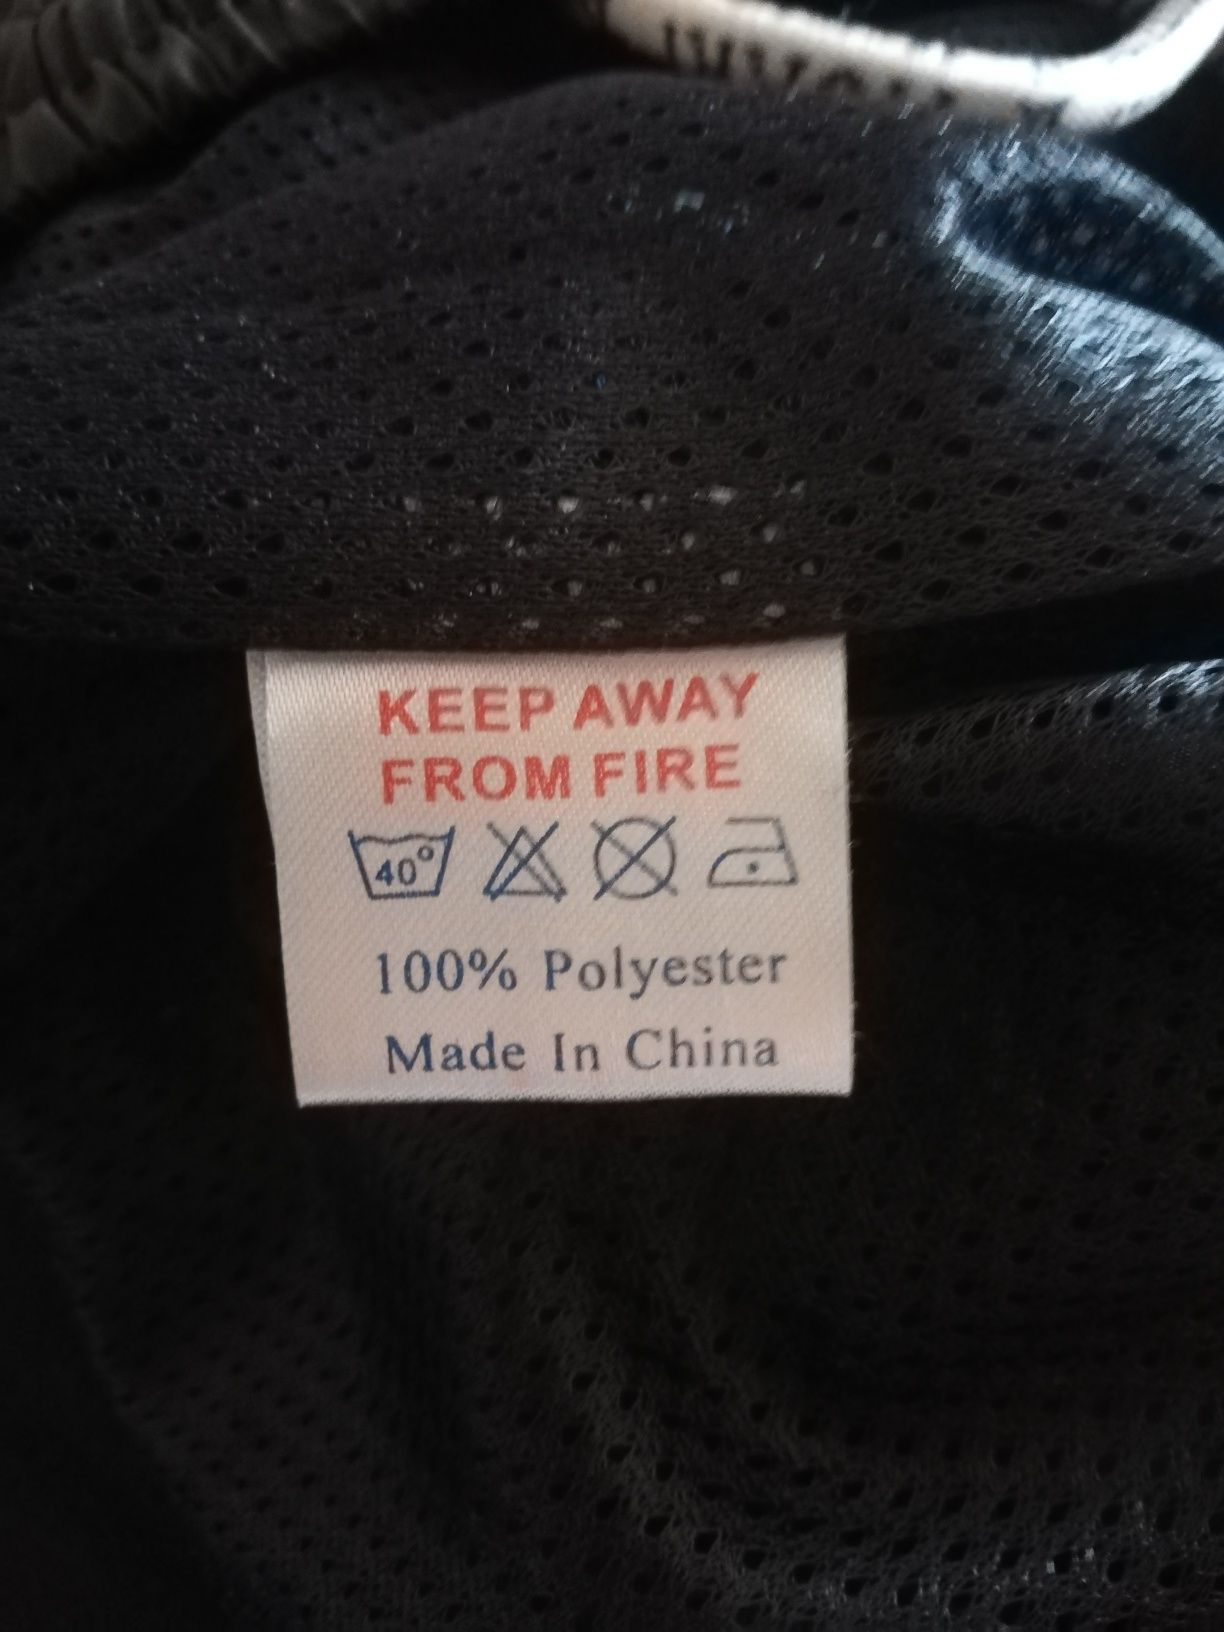 KEEP AWAY
FROM FIRE
40°
100% Polyester
Made In China